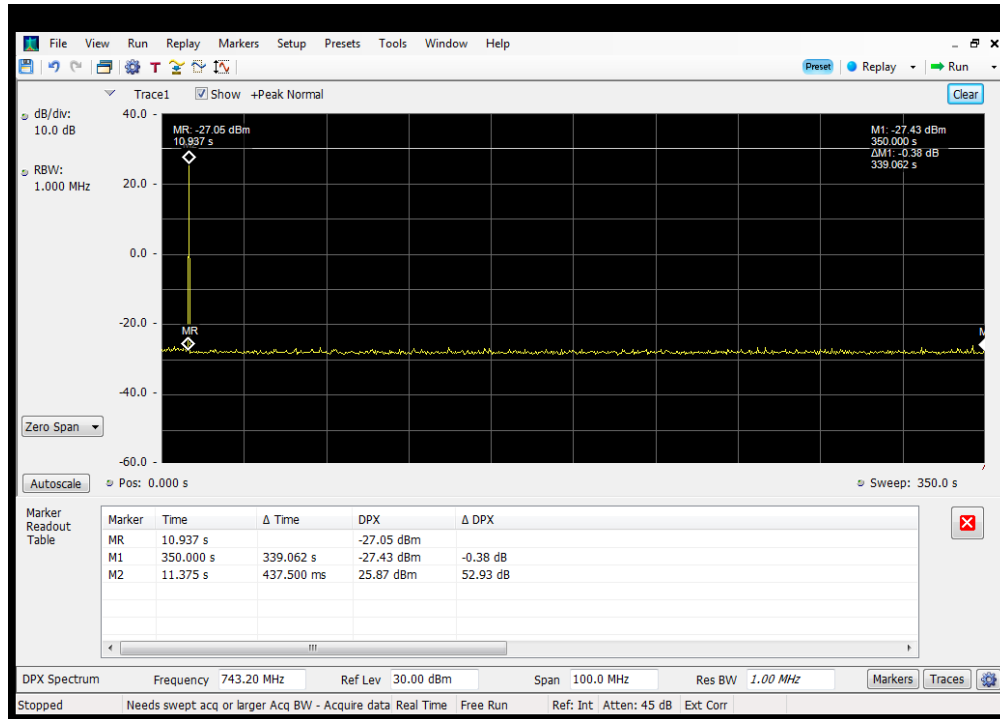 File View Run Replay Markers Setup Presets Tools Window Help
T Preset Replay Run
Trace1 Show +Peak Normal Clear
dB/div:
10.0 dB
RBW:
1.000 MHz
40.0
20.0
0.0
-20.0
-40.0
-60.0
MR: -27.05 dBm
10.937 s
M1: -27.43 dBm
350.000 s
ΔM1: -0.38 dB
339.062 s
MR
Zero Span
Autoscale Pos: 0.000 s Sweep: 350.0 s
Marker
Readout
Table
Marker Time Δ Time DPX Δ DPX
MR 10.937 s -27.05 dBm
M1 350.000 s 339.062 s -27.43 dBm -0.38 dB
M2 11.375 s 437.500 ms 25.87 dBm 52.93 dB
DPX Spectrum Frequency 743.20 MHz Ref Lev 30.00 dBm Span 100.0 MHz Res BW 1.00 MHz Markers Traces
Stopped Needs swept acq or larger Acq BW - Acquire data Real Time Free Run Ref: Int Atten: 45 dB Ext Corr